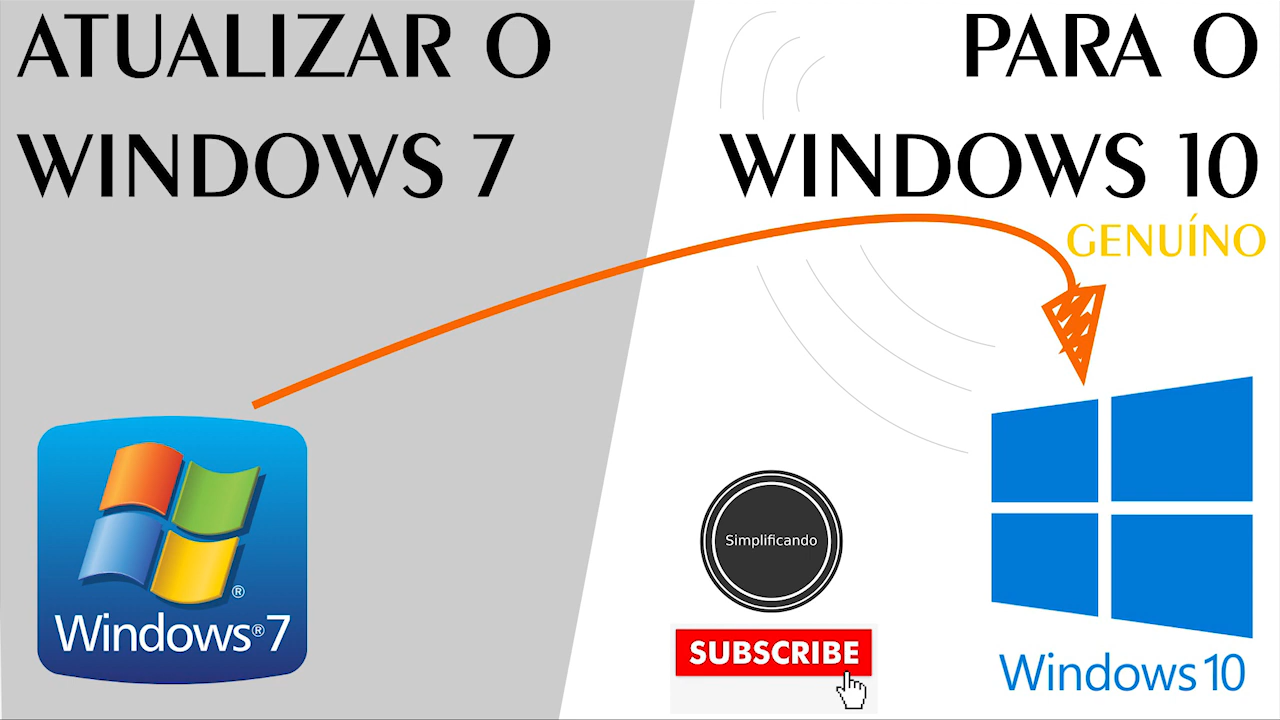 ATUALIZAR O
WINDOWS 7
PARA O
WINDOWS 10
GENUÍNO
Windows®7
®
Simplificando
SUBSCRIBE
Windows 10